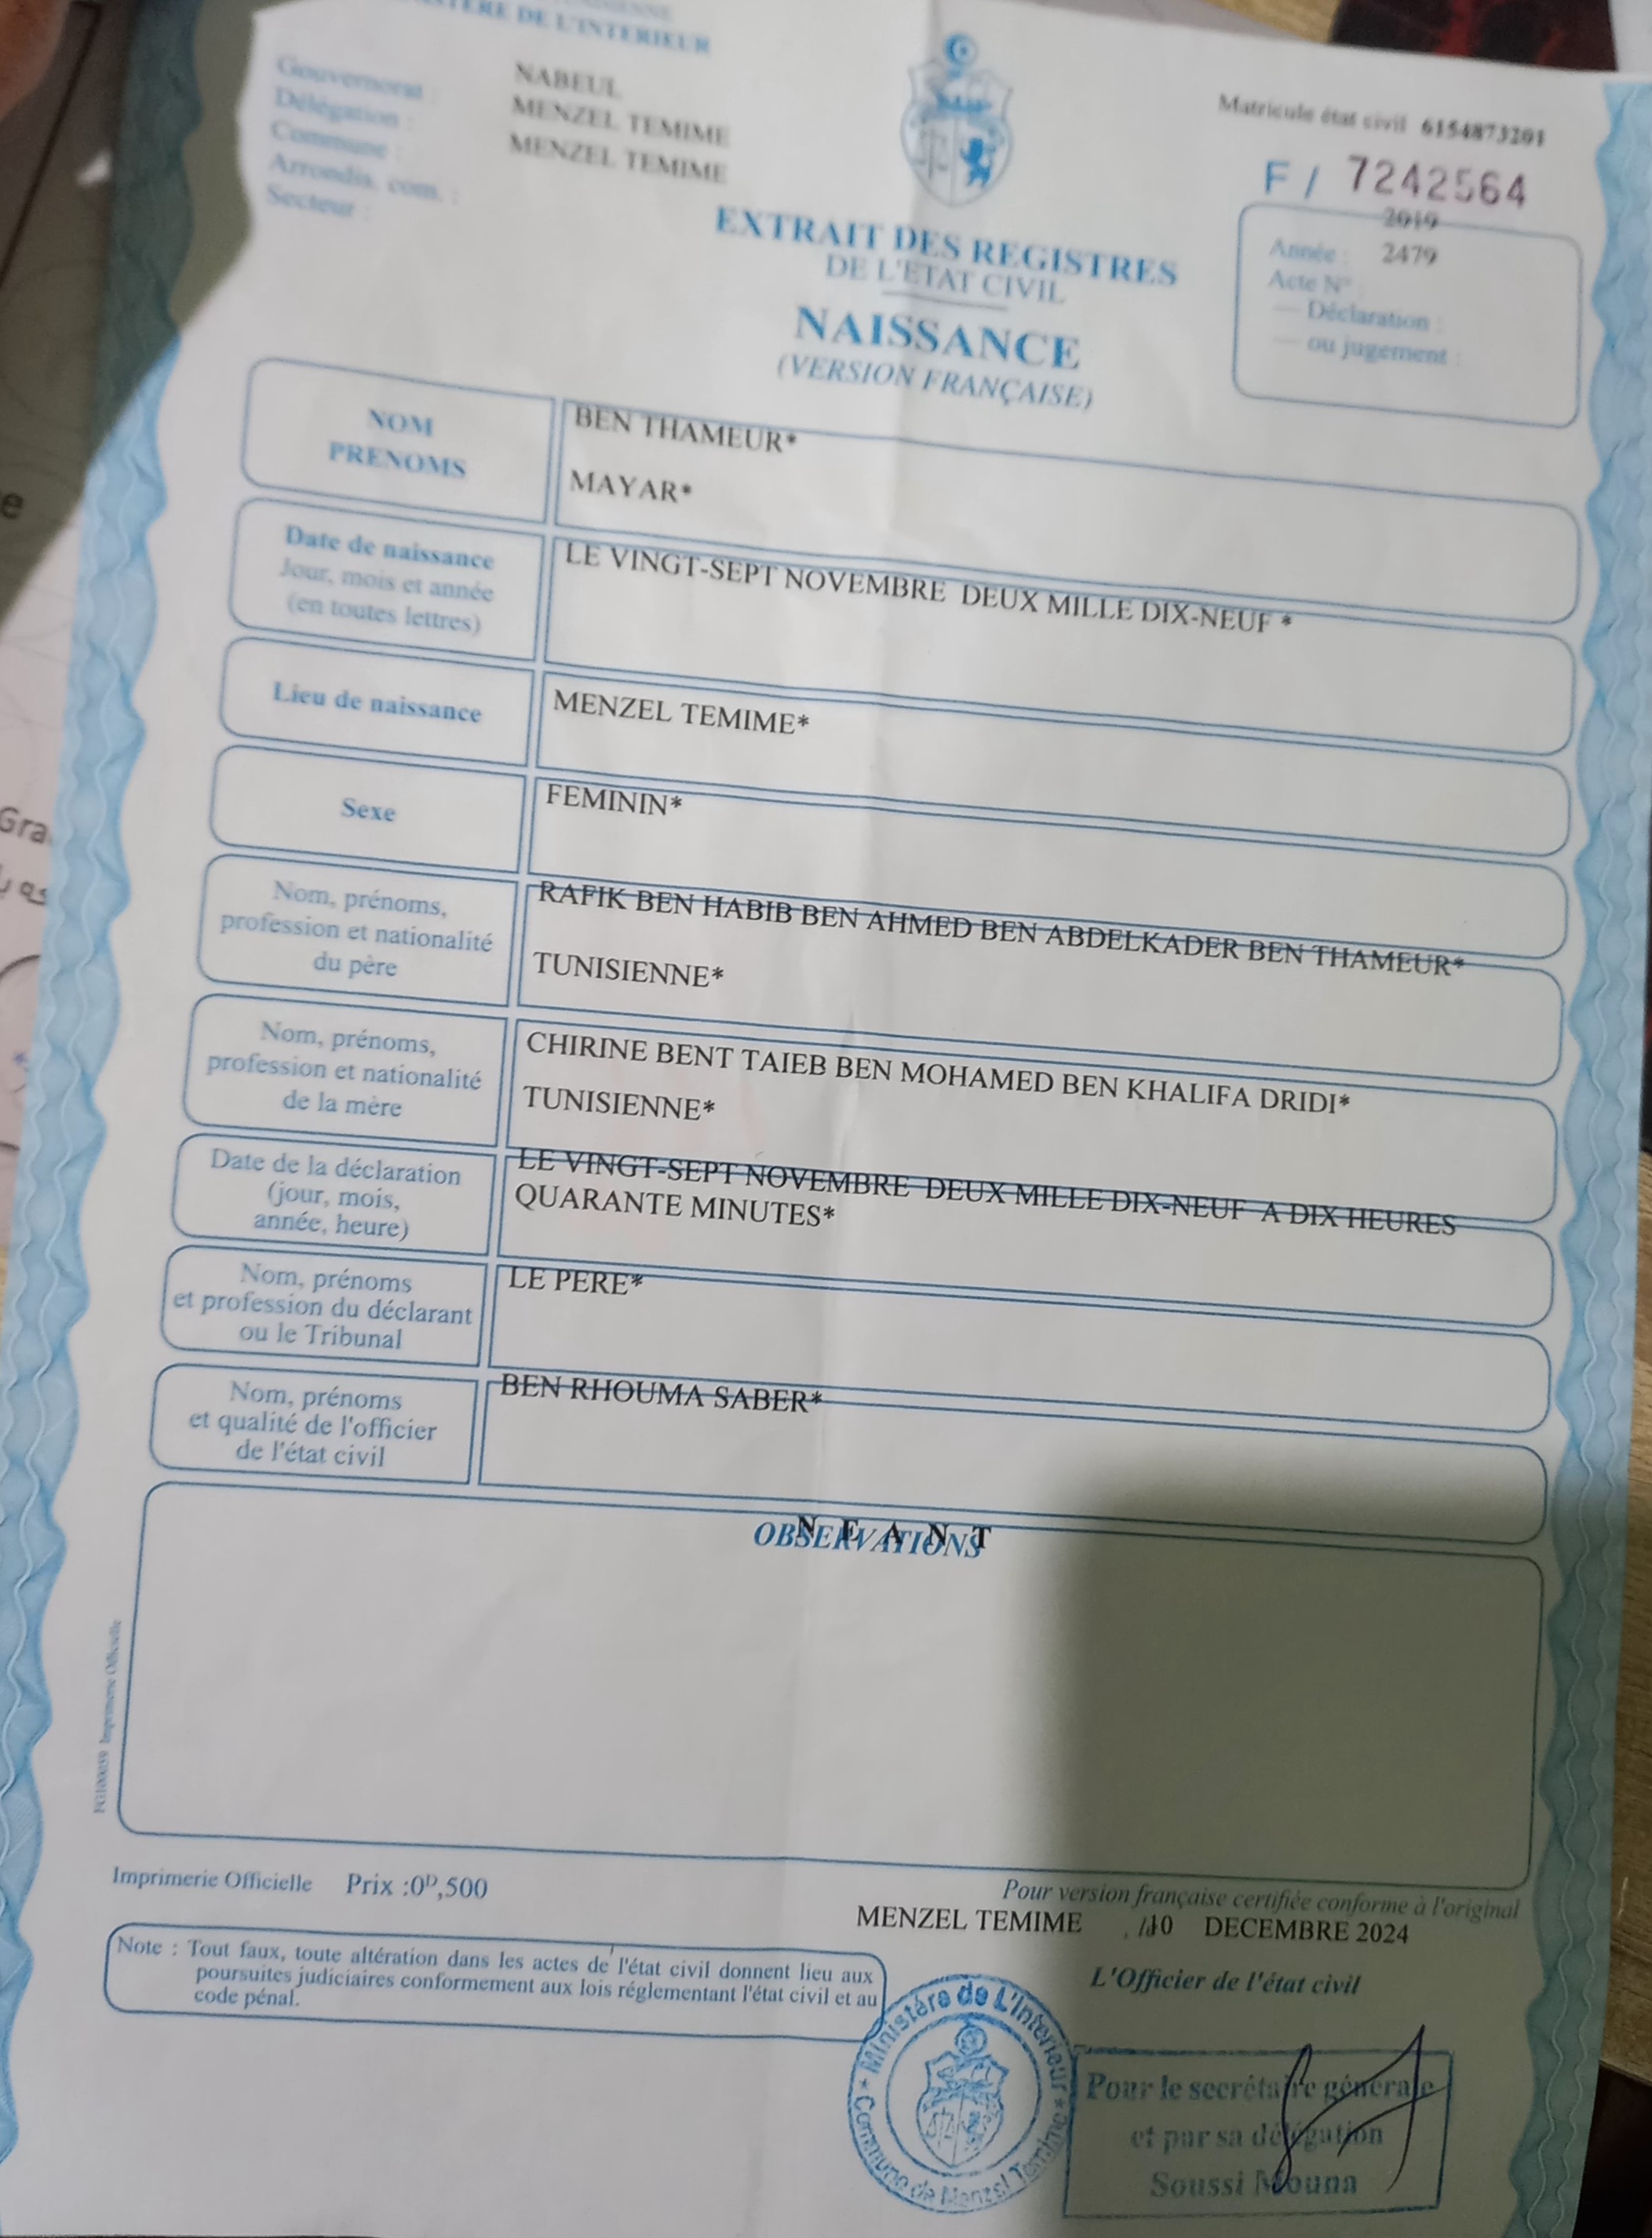 DE L'INTERIEUR
Gouvernorat : NABEUL
Délégation : MENZEL TEMIME
Commune : MENZEL TEMIME
Arrondis. com. :
Secteur :
Matricule état civil 6154873201
F / 7242564
2019
Année : 2479
Acte N° :
— Déclaration :
— ou jugement :
EXTRAIT DES REGISTRES
DE L'ETAT CIVIL
NAISSANCE
(VERSION FRANÇAISE)
NOM
PRENOMS
BEN THAMEUR*
MAYAR*
Date de naissance
Jour, mois et année
(en toutes lettres)
LE VINGT-SEPT NOVEMBRE DEUX MILLE DIX-NEUF *
Lieu de naissance
MENZEL TEMIME*
Sexe
FEMININ*
Nom, prénoms,
profession et nationalité
du père
RAFIK BEN HABIB BEN AHMED BEN ABDELKADER BEN THAMEUR*
TUNISIENNE*
Nom, prénoms,
profession et nationalité
de la mère
CHIRINE BENT TAIEB BEN MOHAMED BEN KHALIFA DRIDI*
TUNISIENNE*
Date de la déclaration
(jour, mois,
année, heure)
LE VINGT-SEPT NOVEMBRE DEUX MILLE DIX-NEUF A DIX HEURES
QUARANTE MINUTES*
Nom, prénoms
et profession du déclarant
ou le Tribunal
LE PERE*
Nom, prénoms
et qualité de l'officier
de l'état civil
BEN RHOUMA SABER*
OBSERVATIONS
N E A N T
Imprimerie Officielle Prix :0ᴰ,500
Pour version française certifiée conforme à l'original
MENZEL TEMIME , 10 DECEMBRE 2024
Note : Tout faux, toute altération dans les actes de l'état civil donnent lieu aux
poursuites judiciaires conformement aux lois réglementant l'état civil et au
code pénal.
L'Officier de l'état civil
Ministère de L'Interieur
Commune de Menzel Temime
Pour le secrétaire générale
et par sa délégation
Soussi Mouna